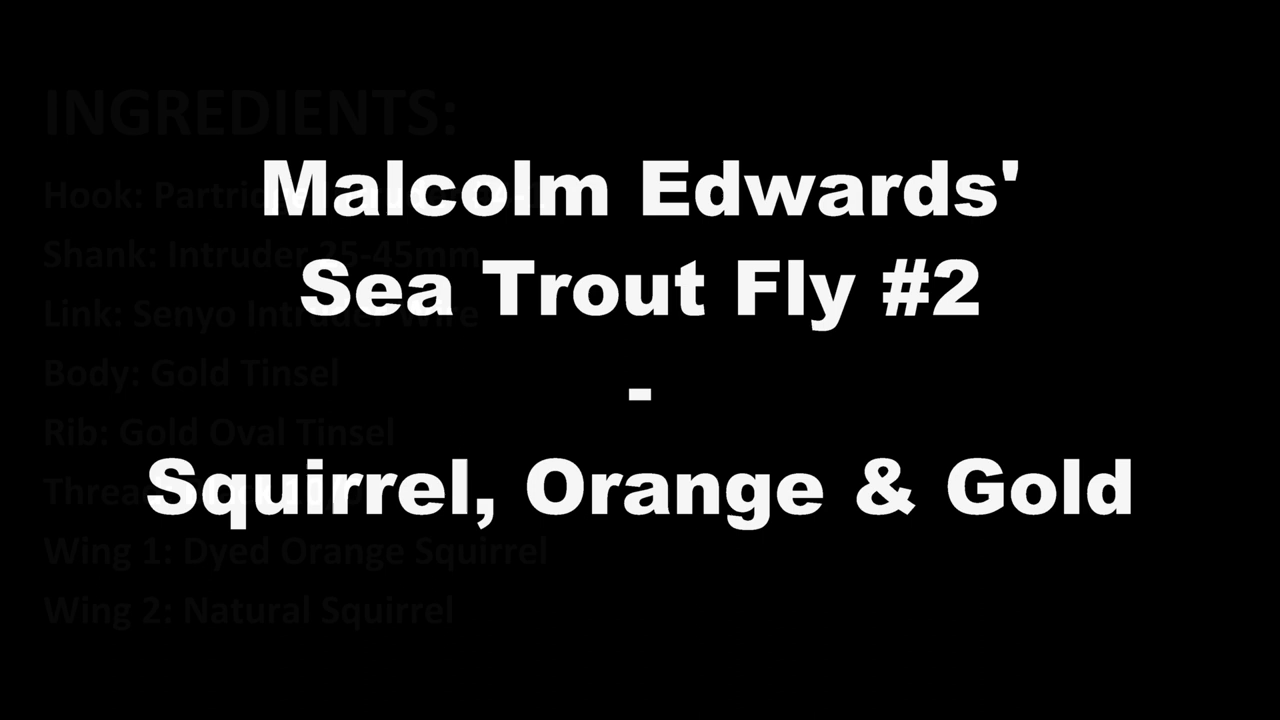 INGREDIENTS:
Malcolm Edwards'
Hook:
Shank: Intruder 25-45mm
Sea Trout Fly #2
Link: Senyo Intruder Wire
Body: Gold Tinsel
-
Rib: Gold Oval Tinsel
Squirrel, Orange & Gold
Wing 1: Dyed Orange Squirrel
Wing 2: Natural Squirrel